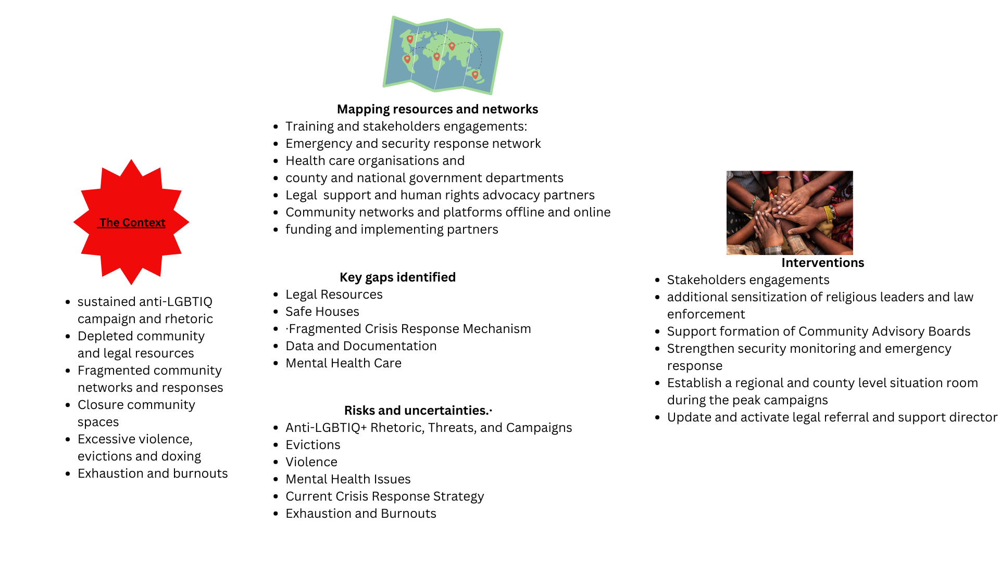 The Context
sustained anti-LGBTIQ
campaign and rhetoric
Depleted community
and legal resources
Fragmented community
networks and responses
Closure community
spaces
Excessive violence,
evictions and doxing
Exhaustion and burnouts
Mapping resources and networks
Training and stakeholders engagements:
Emergency and security response network
Health care organisations and
county and national government departments
Legal  support and human rights advocacy partners
Community networks and platforms offline and online
funding and implementing partners
Key gaps identified
Legal Resources
Safe Houses
·Fragmented Crisis Response Mechanism
Data and Documentation
Mental Health Care
Risks and uncertainties.·
Anti-LGBTIQ+ Rhetoric, Threats, and Campaigns
Evictions
Violence
Mental Health Issues
Current Crisis Response Strategy
Exhaustion and Burnouts
Interventions
Stakeholders engagements
additional sensitization of religious leaders and law
enforcement
Support formation of Community Advisory Boards
Strengthen security monitoring and emergency
response
Establish a regional and county level situation room
during the peak campaigns
Update and activate legal referral and support director